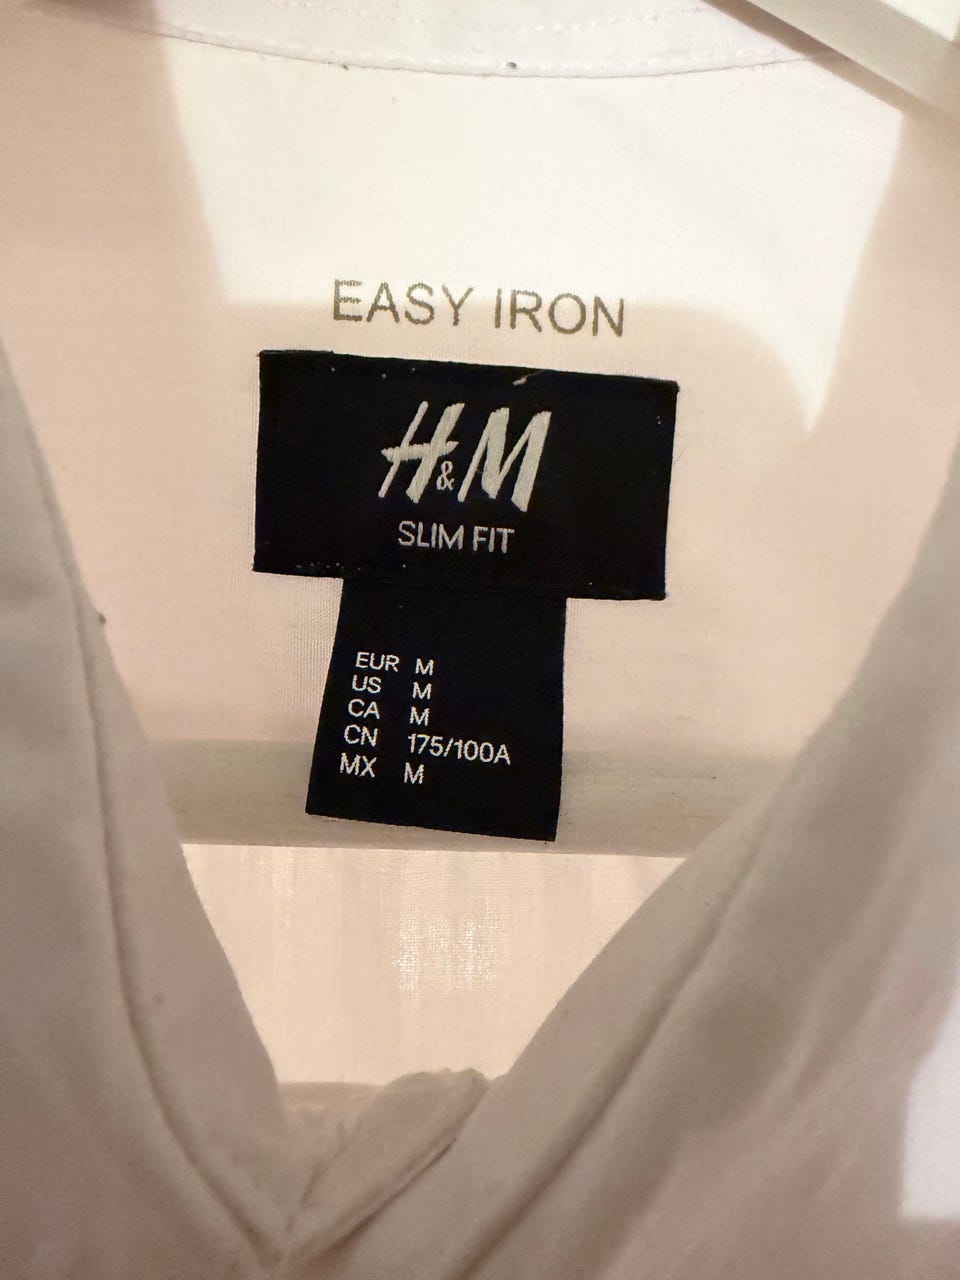 EASY IRON
H&M
SLIM FIT
EUR M
US M
CA M
CN 175/100A
MX M